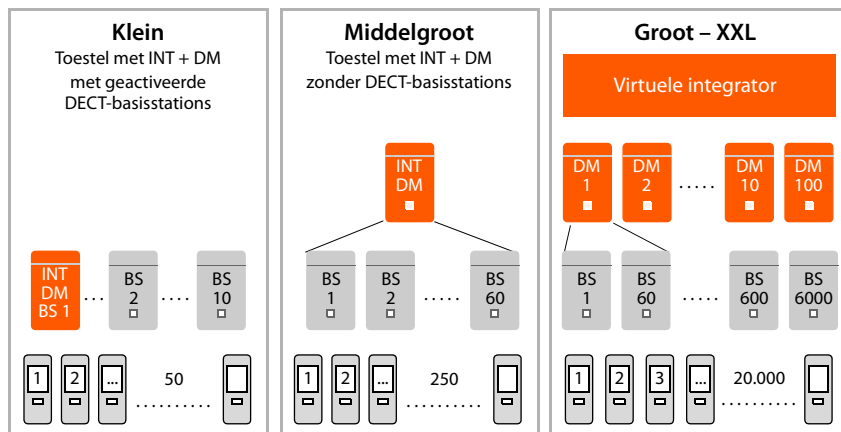 Klein
Toestel met INT + DM
met geactiveerde
DECT-basisstations
INT
DM
BS 1
...
BS
2
....
BS
10
1
2
...
50
..........
Middelgroot
Toestel met INT + DM
zonder DECT-basisstations
INT
DM
BS
1
BS
2
.....
BS
60
1
2
...
250
..........
Groot – XXL
Virtuele integrator
DM
1
DM
2
.....
DM
10
DM
100
BS
1
BS
60
.....
BS
600
BS
6000
1
2
3
...
20.000
..........